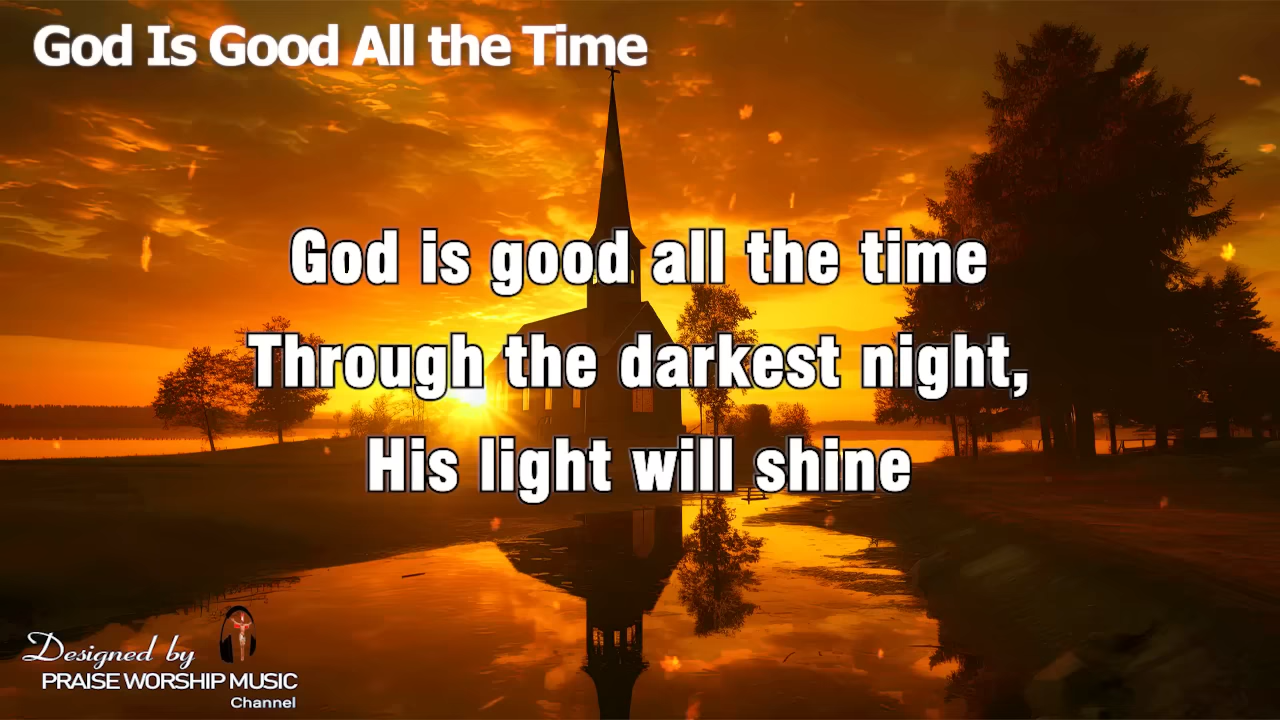 God Is Good All the Time
God is good all the time
Through the darkest night,
His light will shine
Designed by
PRAISE WORSHIP MUSIC
Channel